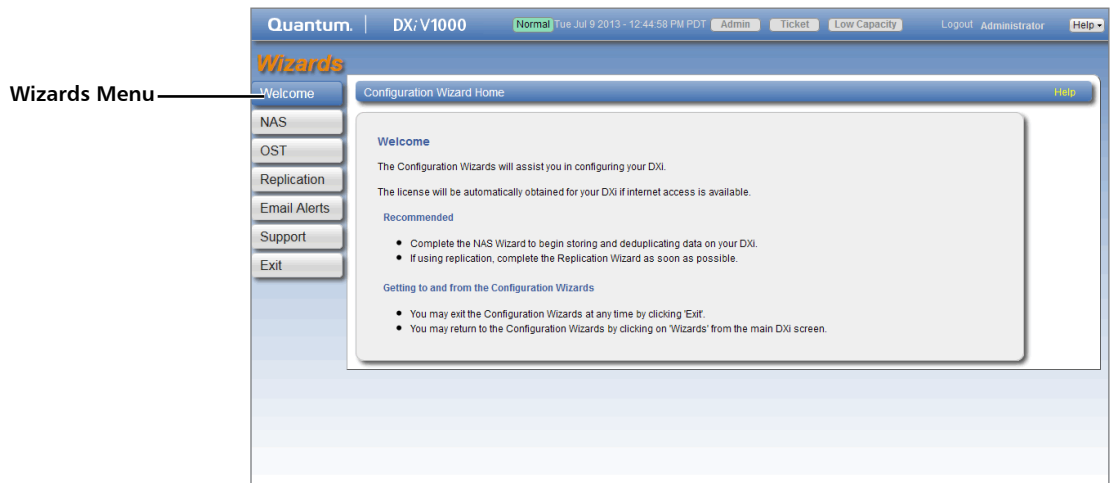 Quantum. DXi V1000 Normal Tue Jul 9 2013 - 12:44:58 PM PDT Admin Ticket Low Capacity Logout Administrator Help
Wizards
Wizards Menu
Welcome
Configuration Wizard Home Help
NAS
OST
Replication
Email Alerts
Support
Exit
Welcome
The Configuration Wizards will assist you in configuring your DXi.
The license will be automatically obtained for your DXi if internet access is available.
Recommended
• Complete the NAS Wizard to begin storing and deduplicating data on your DXi.
• If using replication, complete the Replication Wizard as soon as possible.
Getting to and from the Configuration Wizards
• You may exit the Configuration Wizards at any time by clicking 'Exit'.
• You may return to the Configuration Wizards by clicking on 'Wizards' from the main DXi screen.